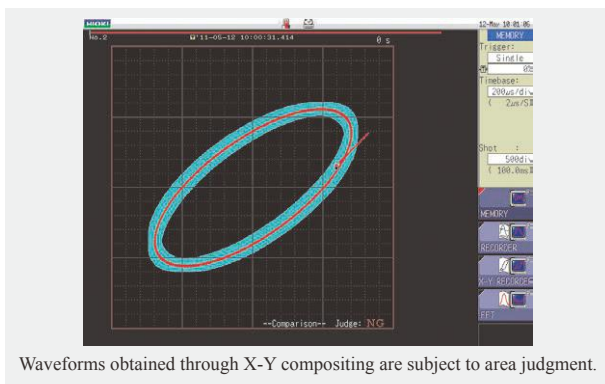 HIOKI
12-May 10:01:06
No.2 '11-05-12 10:00:31.414 0 s
MEMORY
Trigger:
Single
0%
Timebase:
200µs/div
( 2µs/S)
Shot :
500div
( 100.0ms)
MEMORY
RECORDER
X-Y RECORDER
FFT
--Comparison-- Judge: NG
Waveforms obtained through X-Y compositing are subject to area judgment.